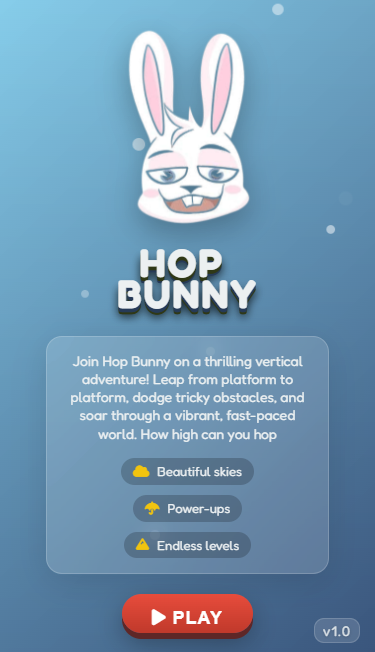 HOP
BUNNY
Join Hop Bunny on a thrilling vertical
adventure! Leap from platform to
platform, dodge tricky obstacles, and
soar through a vibrant, fast-paced
world. How high can you hop
Beautiful skies
Power-ups
Endless levels
PLAY
v1.0